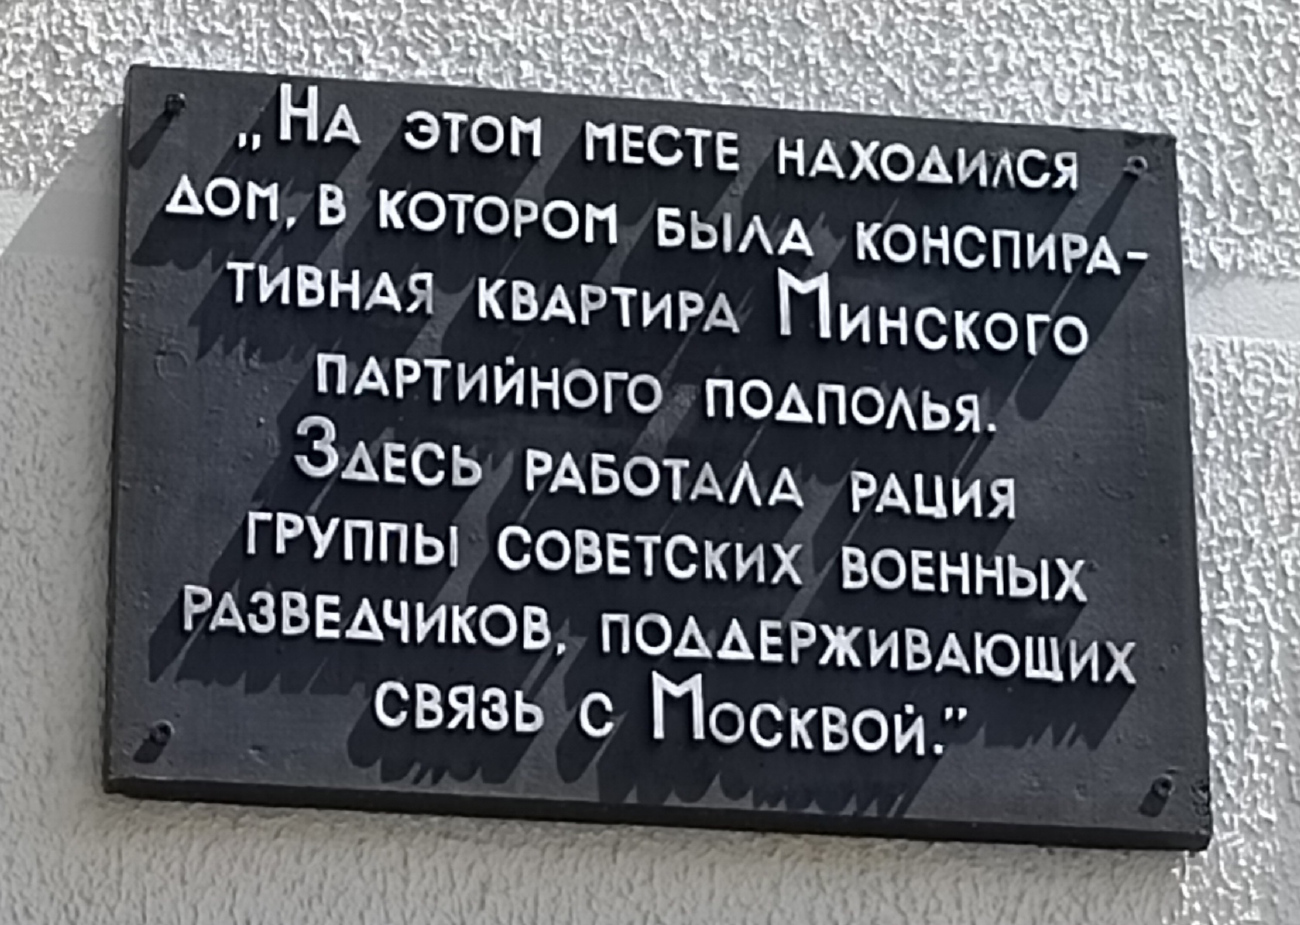 „На этом месте находился
дом, в котором была конспира-
тивная квартира Минского
партийного подполья.
Здесь работала рация
группы советских военных
разведчиков, поддерживающих
связь с Москвой."